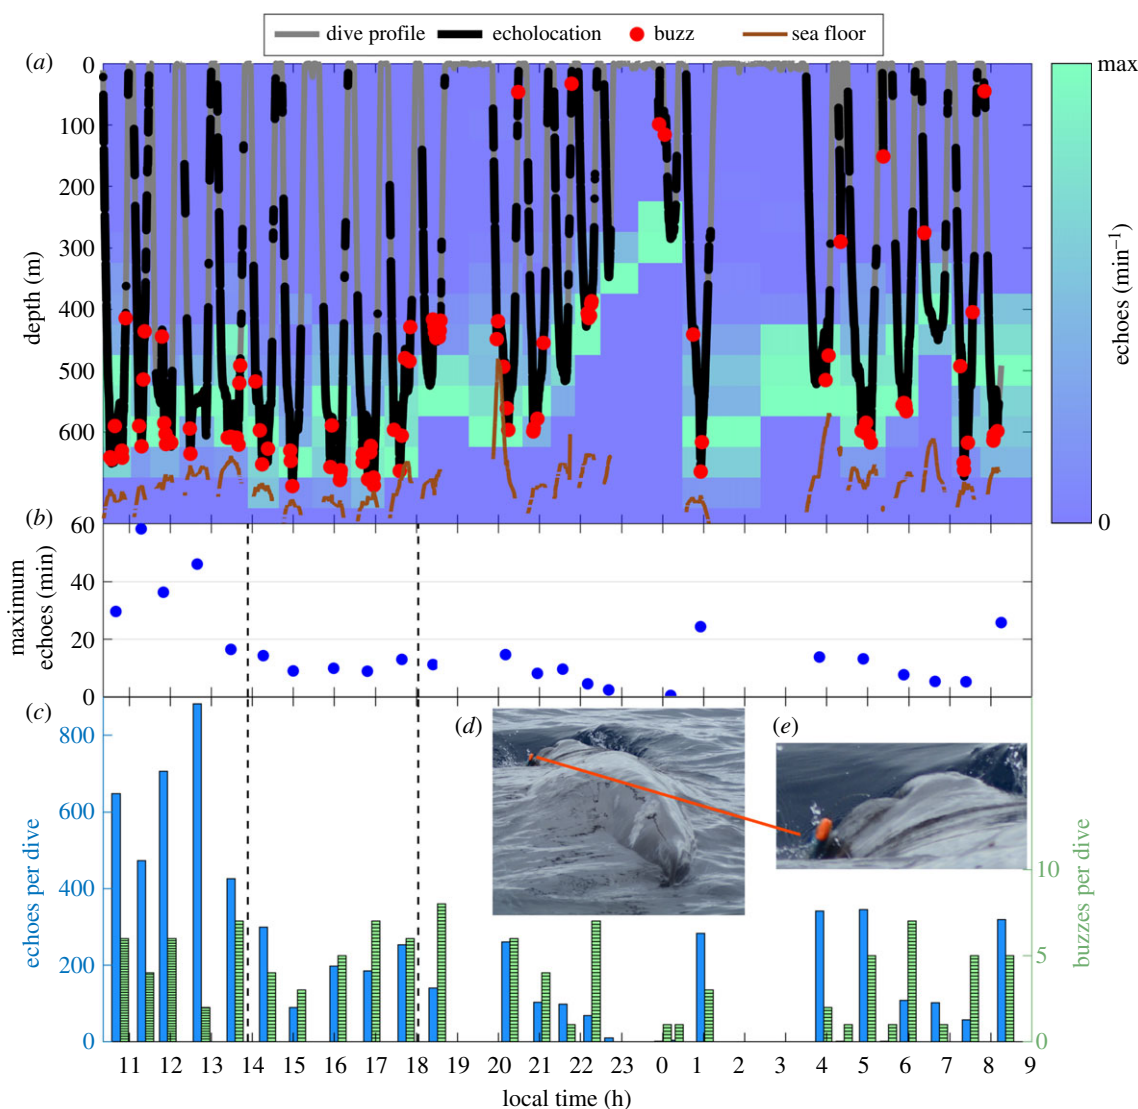 dive profile echolocation buzz sea floor
(a)
0
100
200
300
400
500
600
depth (m)
max
0
echoes (min−1)
(b)
60
40
20
0
maximum
echoes (min)
(c)
800
600
400
200
0
echoes per dive
(d)
(e)
10
5
0
buzzes per dive
11 12 13 14 15 16 17 18 19 20 21 22 23 0 1 2 3 4 5 6 7 8 9
local time (h)